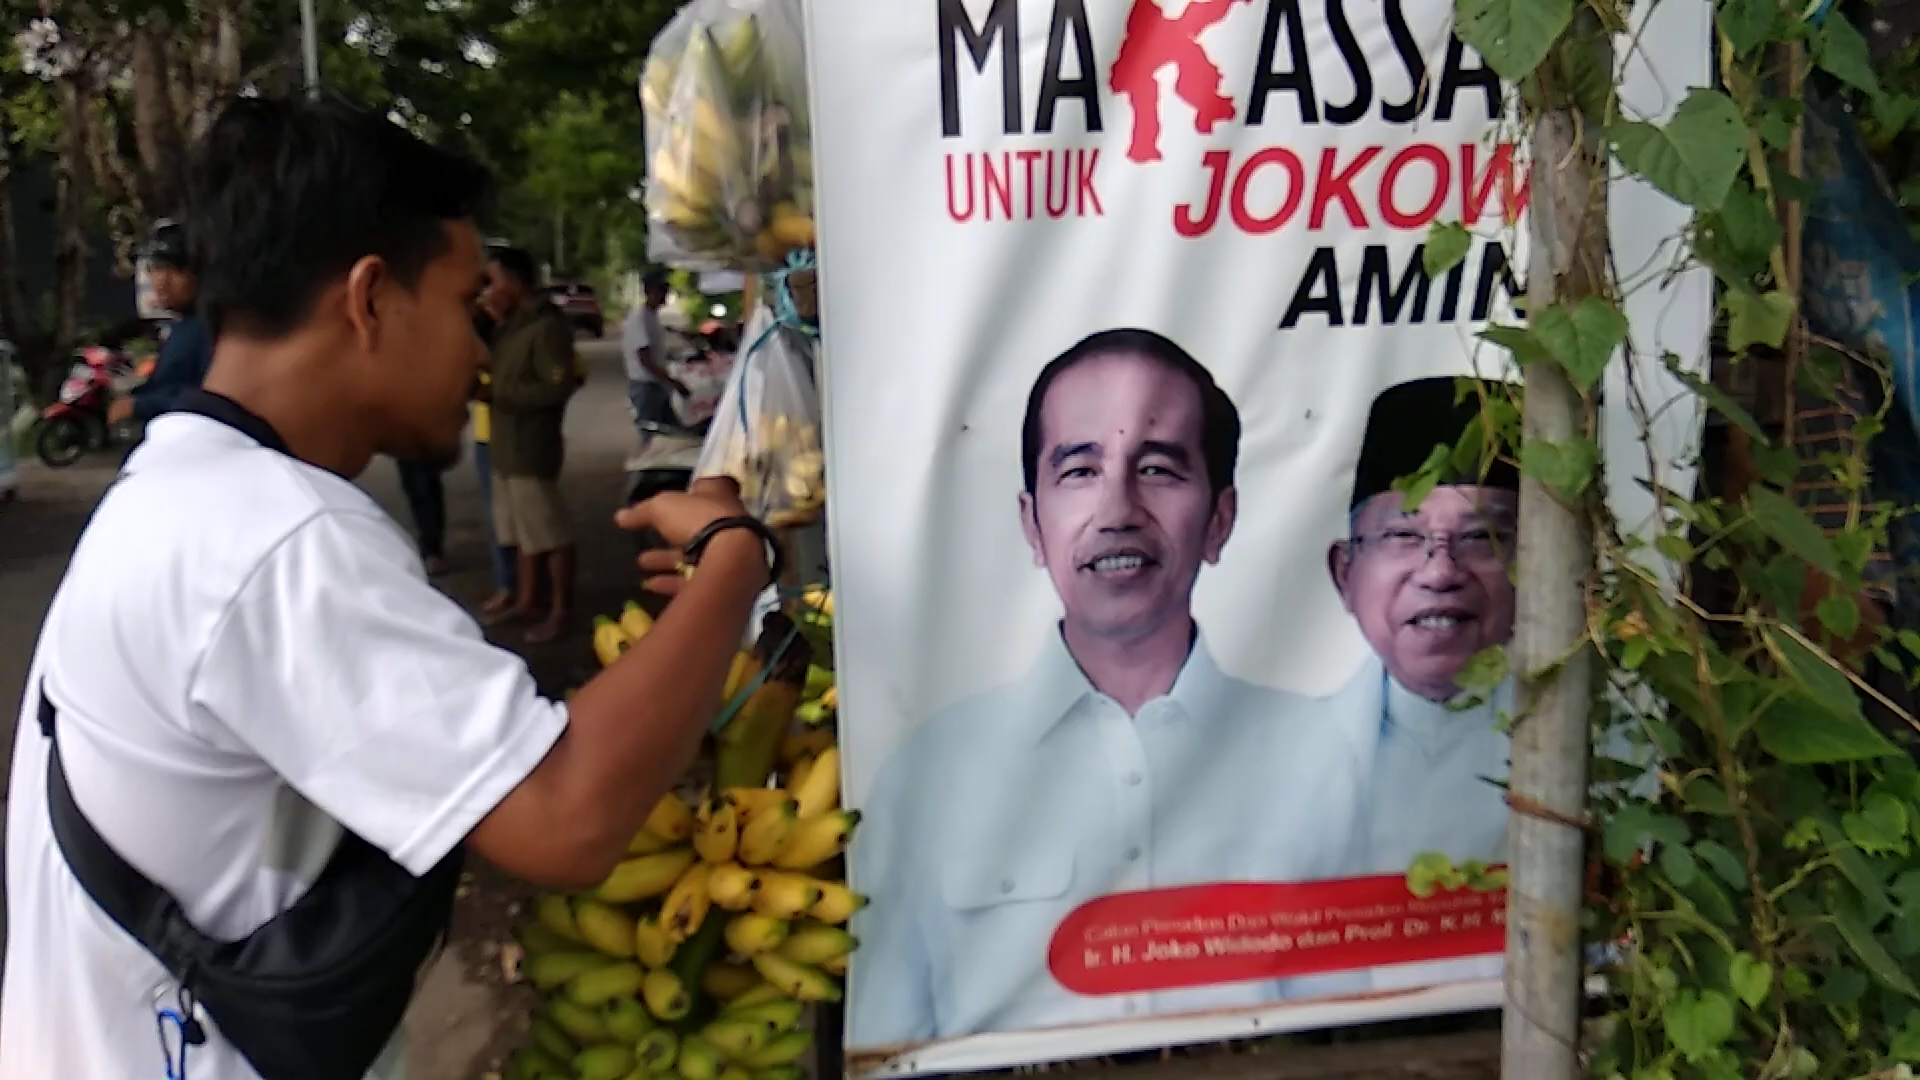 MAKASSA
UNTUK JOKOW
AMIN
Calon Presiden Dan Wakil Presiden
Ir. H. Joko Widodo dan Prof. Dr. K.H.